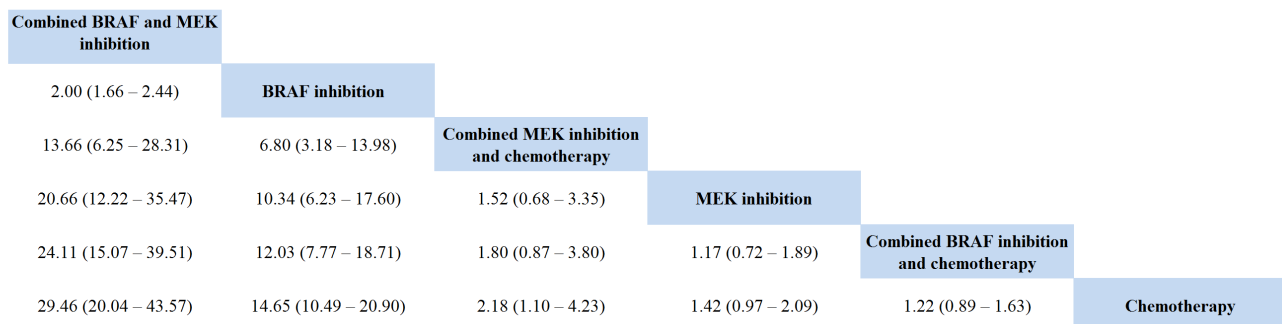 Combined BRAF and MEK
inhibition
2.00 (1.66 – 2.44) BRAF inhibition
13.66 (6.25 – 28.31) 6.80 (3.18 – 13.98) Combined MEK inhibition
and chemotherapy
20.66 (12.22 – 35.47) 10.34 (6.23 – 17.60) 1.52 (0.68 – 3.35) MEK inhibition
24.11 (15.07 – 39.51) 12.03 (7.77 – 18.71) 1.80 (0.87 – 3.80) 1.17 (0.72 – 1.89) Combined BRAF inhibition
and chemotherapy
29.46 (20.04 – 43.57) 14.65 (10.49 – 20.90) 2.18 (1.10 – 4.23) 1.42 (0.97 – 2.09) 1.22 (0.89 – 1.63) Chemotherapy